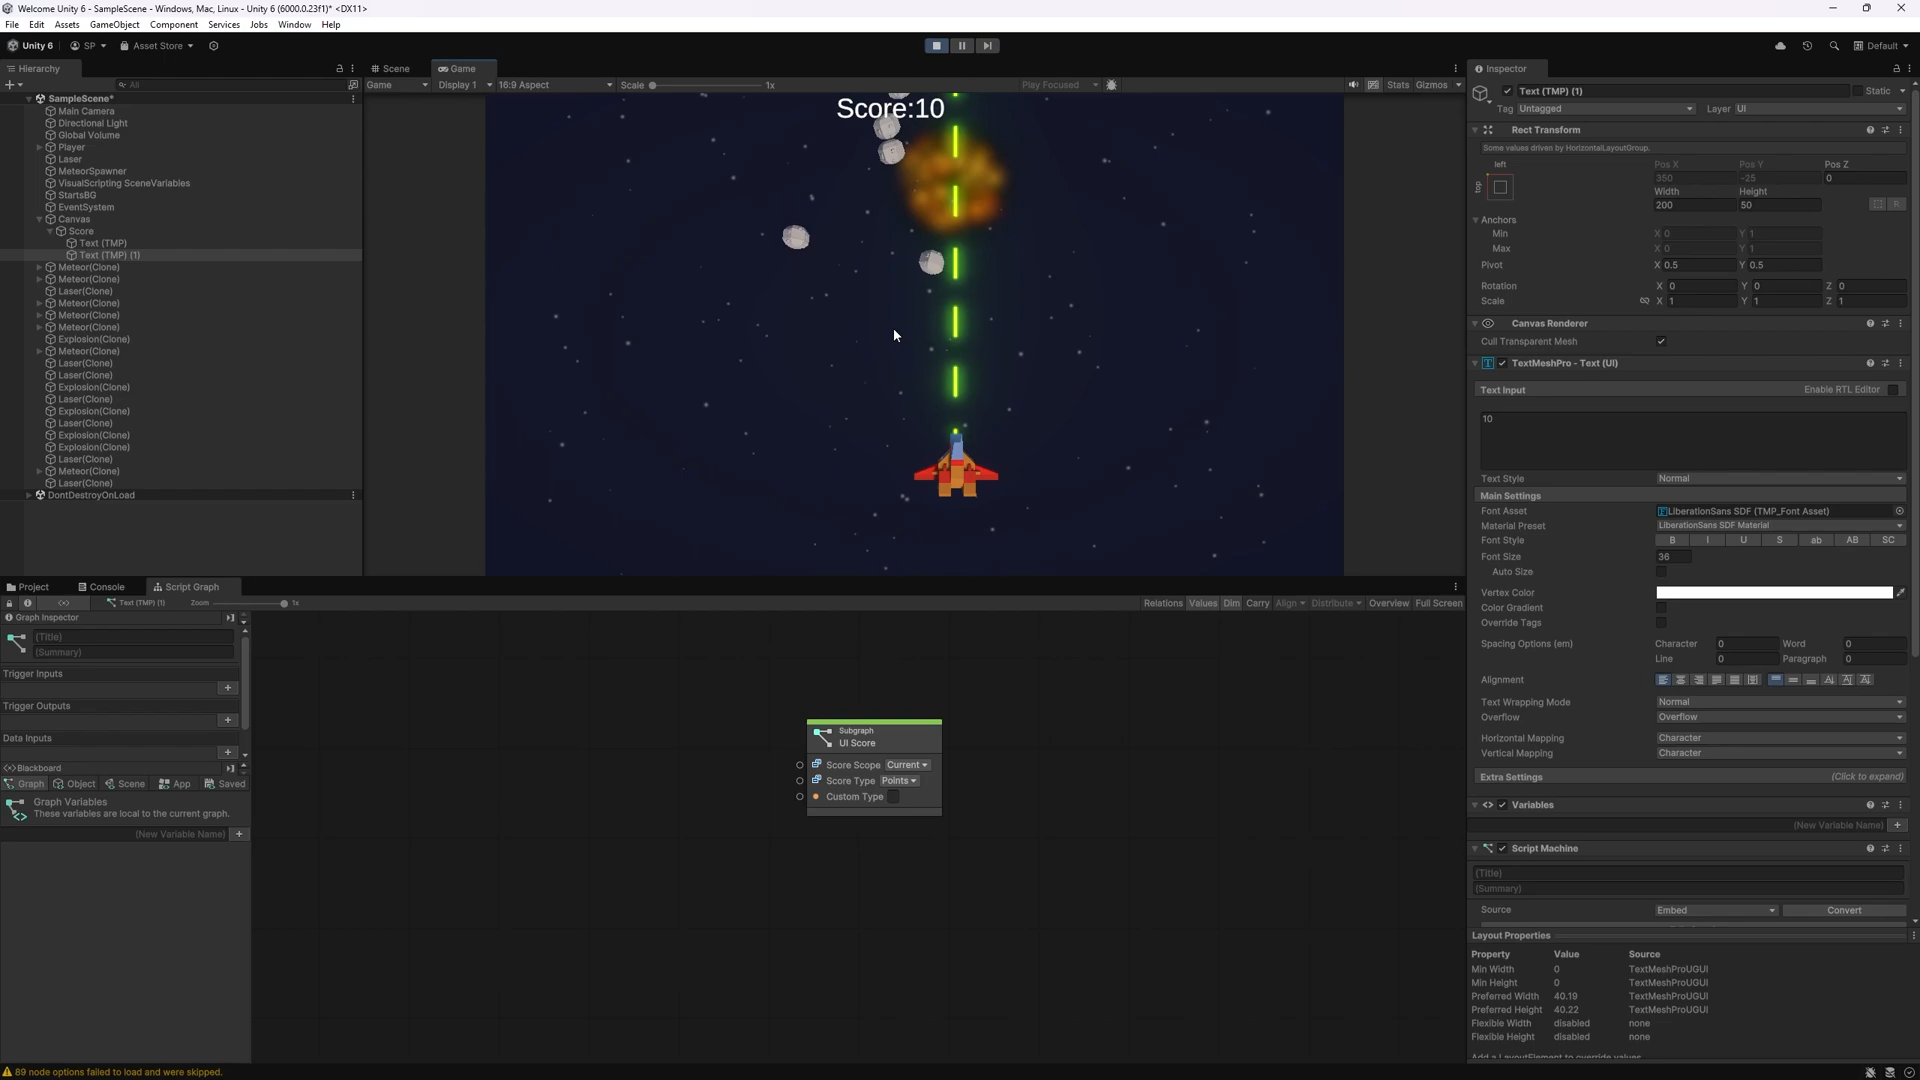 Welcome Unity 6 - SampleScene - Windows, Mac, Linux - Unity 6 (6000.0.23f1)* <DX11>
File Edit Assets GameObject Component Services Jobs Window Help
Unity 6 SP Asset Store Default
Hierarchy
All
SampleScene*
Main Camera
Directional Light
Global Volume
Player
Laser
MeteorSpawner
VisualScripting SceneVariables
StartsBG
EventSystem
Canvas
Score
Text (TMP)
Text (TMP) (1)
Meteor(Clone)
Meteor(Clone)
Laser(Clone)
Meteor(Clone)
Meteor(Clone)
Meteor(Clone)
Explosion(Clone)
Meteor(Clone)
Laser(Clone)
Laser(Clone)
Explosion(Clone)
Laser(Clone)
Explosion(Clone)
Laser(Clone)
Explosion(Clone)
Explosion(Clone)
Laser(Clone)
Meteor(Clone)
Laser(Clone)
DontDestroyOnLoad
Scene Game
Game Display 1 16:9 Aspect Scale 1x Play Focused Stats Gizmos
Score:10
Project Console Script Graph
<x> Text (TMP) (1) Zoom 1x Relations Values Dim Carry Align Distribute Overview Full Screen
Graph Inspector
(Title)
(Summary)
Trigger Inputs
Trigger Outputs
Data Inputs
Blackboard
Graph Object Scene App Saved
Graph Variables
These variables are local to the current graph.
(New Variable Name)
Subgraph
UI Score
Score Scope Current
Score Type Points
Custom Type
89 node options failed to load and were skipped.
Inspector
Text (TMP) (1) Static
Tag Untagged Layer UI
Rect Transform
Some values driven by HorizontalLayoutGroup.
left Pos X Pos Y Pos Z
top 350 -25 0
Width Height
200 50 R
Anchors
Min X 0 Y 1
Max X 0 Y 1
Pivot X 0.5 Y 0.5
Rotation X 0 Y 0 Z 0
Scale X 1 Y 1 Z 1
Canvas Renderer
Cull Transparent Mesh
TextMeshPro - Text (UI)
Text Input Enable RTL Editor
10
Text Style Normal
Main Settings
Font Asset LiberationSans SDF (TMP_Font Asset)
Material Preset LiberationSans SDF Material
Font Style B I U S ab AB SC
Font Size 36
Auto Size
Vertex Color
Color Gradient
Override Tags
Spacing Options (em) Character 0 Word 0
Line 0 Paragraph 0
Alignment
Text Wrapping Mode Normal
Overflow Overflow
Horizontal Mapping Character
Vertical Mapping Character
Extra Settings (Click to expand)
Variables
(New Variable Name)
Script Machine
(Title)
(Summary)
Source Embed Convert
Layout Properties
Property Value Source
Min Width 0 TextMeshProUGUI
Min Height 0 TextMeshProUGUI
Preferred Width 40.19 TextMeshProUGUI
Preferred Height 40.22 TextMeshProUGUI
Flexible Width disabled none
Flexible Height disabled none
Add a LayoutElement to override values